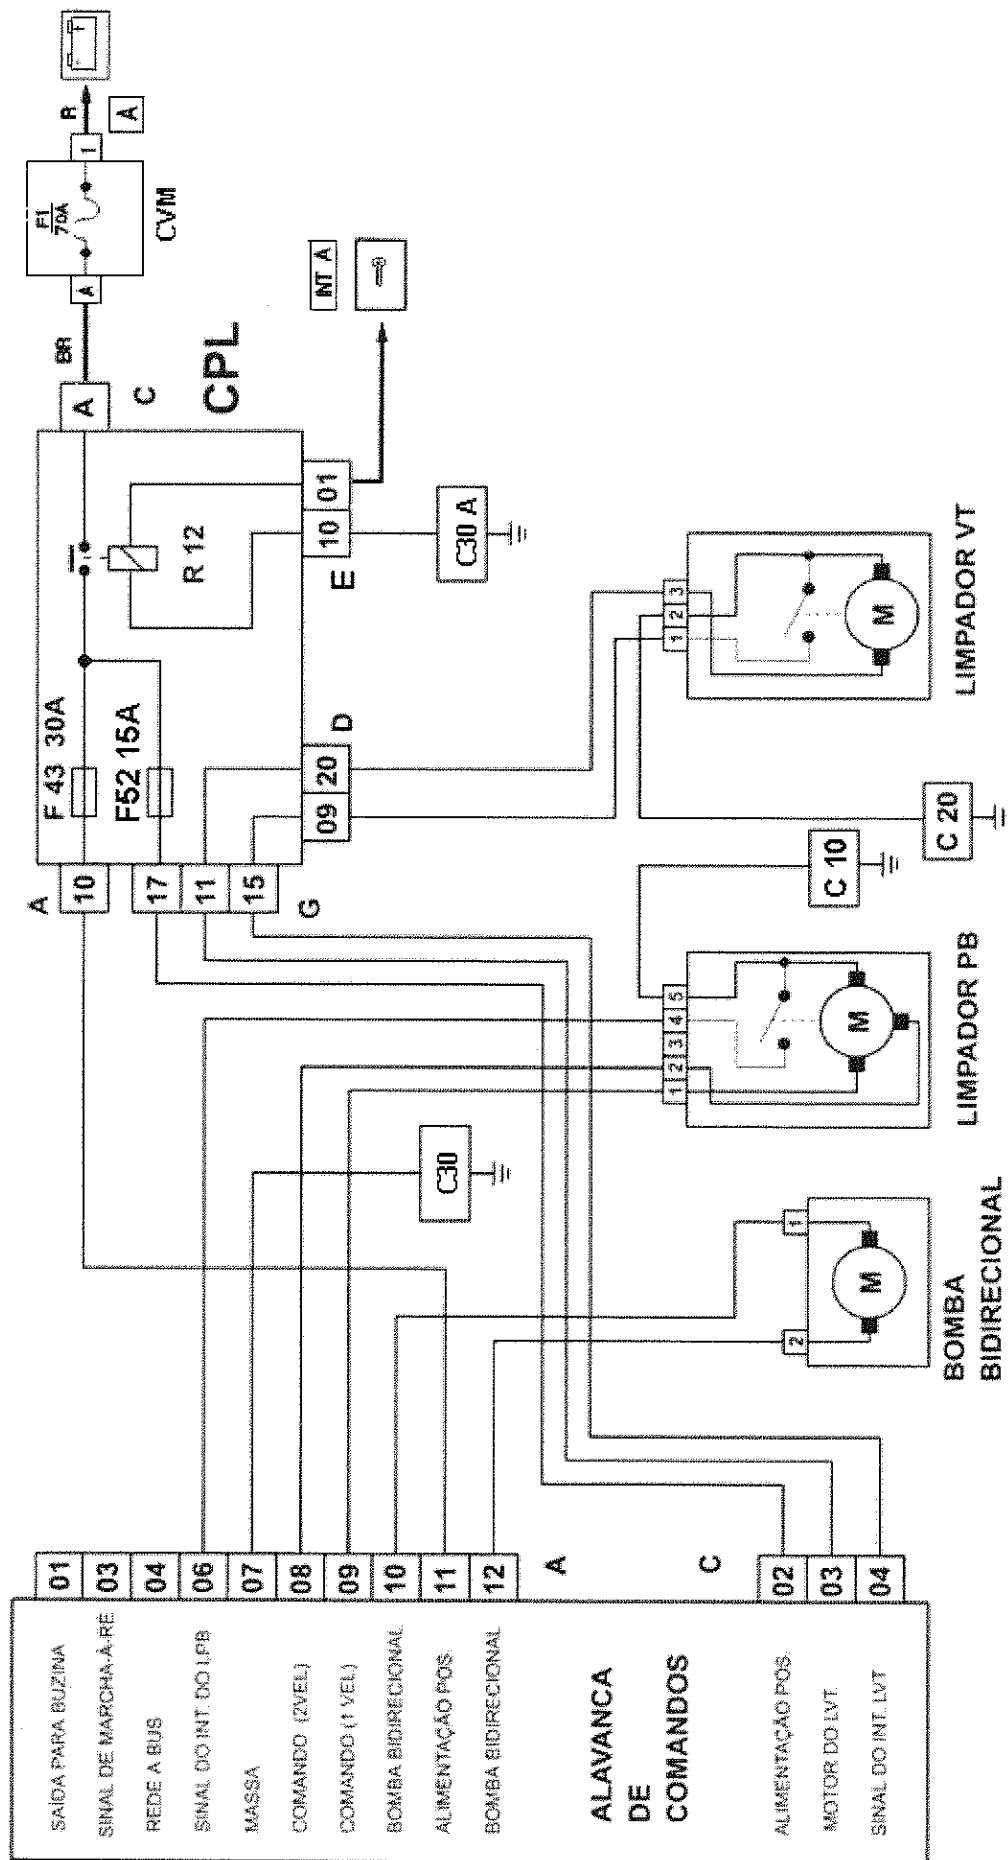 SAÍDA PARA BUZINA
01
SINAL DE MARCHA-À-RE
03
REDE A BUS
04
SINAL DO INT. DO LPB
06
MASSA
07
COMANDO (2VEL)
08
COMANDO (1 VEL)
09
BOMBA BIDIRECIONAL
10
ALIMENTAÇÃO POS.
11
BOMBA BIDIRECIONAL
12
A
ALAVANCA
DE
COMANDOS
C
ALIMENTAÇÃO POS.
02
MOTOR DO LVT
03
SINAL DO INT. LVT
04
A
10
17
11
15
G
F 43 30A
F52 15A
R 12
09
20
D
10
01
E
A
C
CPL
BR
A
F1
70A
1
CVM
R
A
+
-
INT A
C30 A
C30
2
1
M
BOMBA
BIDIRECIONAL
1
2
3
4
5
M
LIMPADOR PB
C 10
C 20
1
2
3
M
LIMPADOR VT